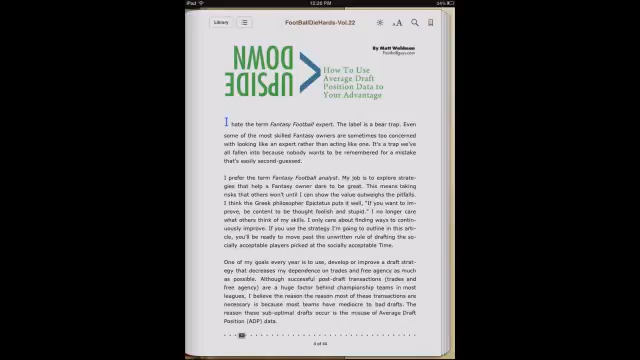 iPad
10:26 PM
34%
Library
FootBallDieHards-Vol.22
AA
UPSIDE
DOWN
By Matt Waldman
Footballguys.com
How To Use
Average Draft
Position Data to
Your Advantage
I hate the term Fantasy Football expert. The label is a bear trap. Even
some of the most skilled Fantasy owners are sometimes too concerned
with looking like an expert rather than acting like one. It's a trap we've
all fallen into because nobody wants to be remembered for a mistake
that's easily second-guessed.
I prefer the term Fantasy Football analyst. My job is to explore strate-
gies that help a Fantasy owner dare to be great. This means taking
risks that others won't until I can show the value outweighs the pitfalls.
I think the Greek philosopher Epictetus puts it well, "If you want to im-
prove, be content to be thought foolish and stupid." I no longer care
what others think of my skills. I only care about finding ways to contin-
uously improve. If you use the strategy I'm going to outline in this arti-
cle, you'll be ready to move past the unwritten rule of drafting the so-
cially acceptable players picked at the socially acceptable Time.
One of my goals every year is to use, develop or improve a draft strat-
egy that decreases my dependence on trades and free agency as much
as possible. Although successful post-draft transactions (trades and
free agency) are a huge factor behind championship teams in most
leagues, I believe the reason the reason most of these transactions are
necessary is because most teams have mediocre to bad drafts. The
reason these sub-optimal drafts occur is the misuse of Average Draft
Position (ADP) data.